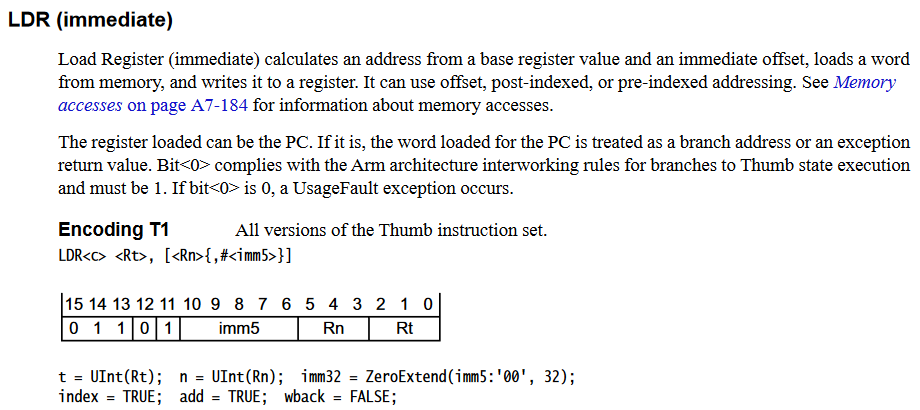 LDR (immediate)
Load Register (immediate) calculates an address from a base register value and an immediate offset, loads a word
from memory, and writes it to a register. It can use offset, post-indexed, or pre-indexed addressing. See Memory
accesses on page A7-184 for information about memory accesses.
The register loaded can be the PC. If it is, the word loaded for the PC is treated as a branch address or an exception
return value. Bit<0> complies with the Arm architecture interworking rules for branches to Thumb state execution
and must be 1. If bit<0> is 0, a UsageFault exception occurs.
Encoding T1 All versions of the Thumb instruction set.
LDR<c> <Rt>, [<Rn>{,#<imm5>}]
15 14 13 12 11 10 9 8 7 6 5 4 3 2 1 0
0 1 1 0 1 imm5 Rn Rt
t = UInt(Rt); n = UInt(Rn); imm32 = ZeroExtend(imm5:'00', 32);
index = TRUE; add = TRUE; wback = FALSE;